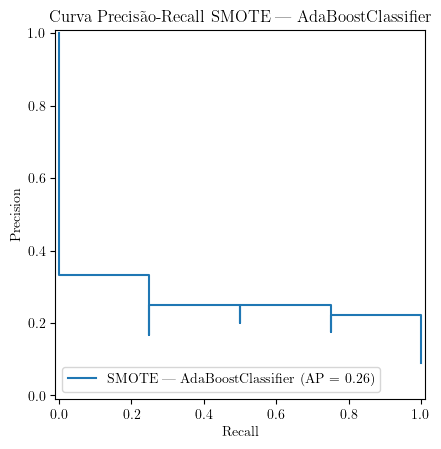 Curva Precisão-Recall SMOTE — AdaBoostClassifier
1.0
0.8
0.6
0.4
0.2
0.0
Precision
SMOTE — AdaBoostClassifier (AP = 0.26)
0.0 0.2 0.4 0.6 0.8 1.0
Recall